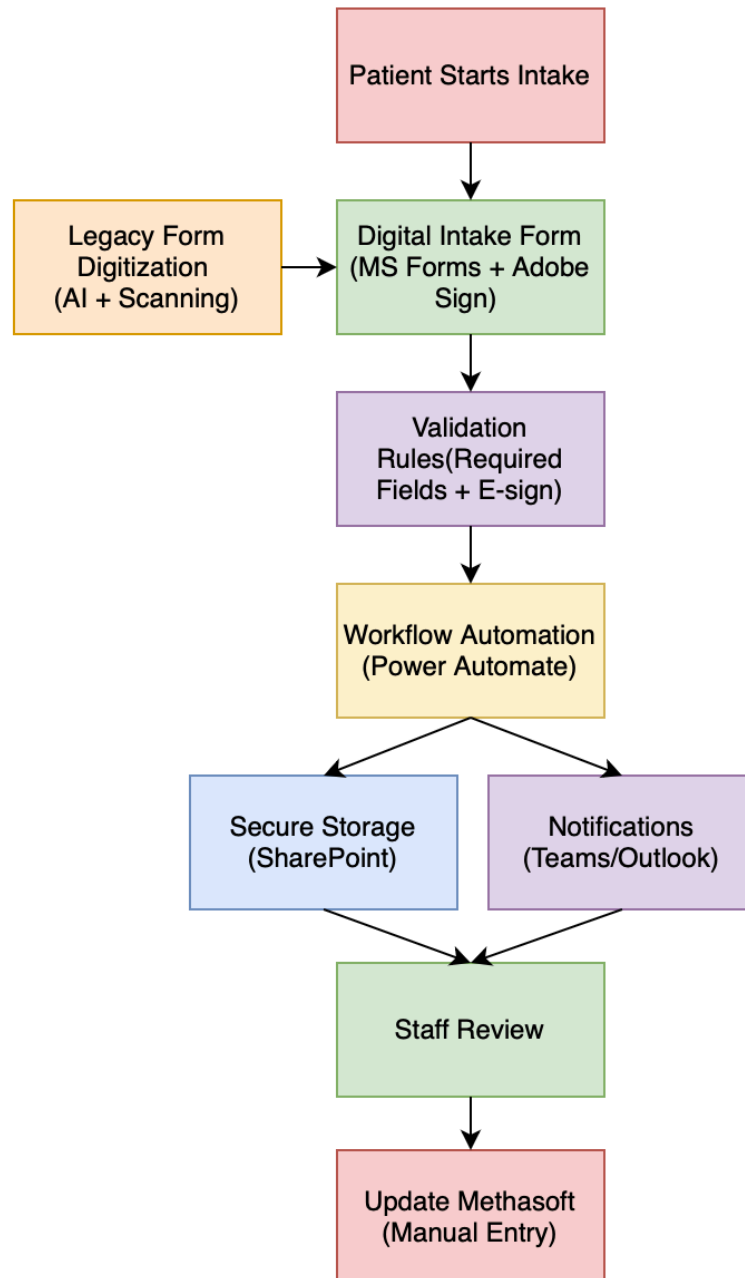 Patient Starts Intake
Legacy Form
Digitization
(AI + Scanning)
Digital Intake Form
(MS Forms + Adobe
Sign)
Validation
Rules(Required
Fields + E-sign)
Workflow Automation
(Power Automate)
Secure Storage
(SharePoint)
Notifications
(Teams/Outlook)
Staff Review
Update Methasoft
(Manual Entry)